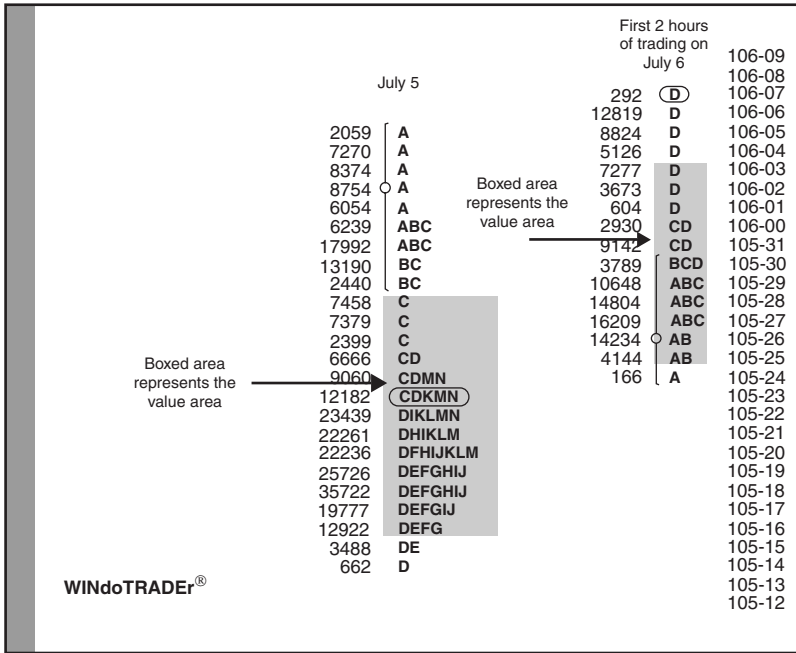 First 2 hours
of trading on
July 6
106-09
106-08
July 5
292 D 106-07
12819 D 106-06
2059 A 8824 D 106-05
7270 A 5126 D 106-04
8374 A 7277 D 106-03
8754 A 3673 D 106-02
6054 A 604 D 106-01
Boxed area
represents the
value area
6239 ABC 2930 CD 106-00
17992 ABC 9142 CD 105-31
13190 BC 3789 BCD 105-30
2440 BC 10648 ABC 105-29
7458 C 14804 ABC 105-28
7379 C 16209 ABC 105-27
2399 C 14234 AB 105-26
6666 CD 4144 AB 105-25
Boxed area
represents the
value area
9060 CDMN 166 A 105-24
12182 CDKMN 105-23
23439 DIKLMN 105-22
22261 DHIKLM 105-21
22236 DFHIJKLM 105-20
25726 DEFGHIJ 105-19
35722 DEFGHIJ 105-18
19777 DEFGIJ 105-17
12922 DEFG 105-16
3488 DE 105-15
662 D 105-14
WINdoTRADEr®
105-13
105-12